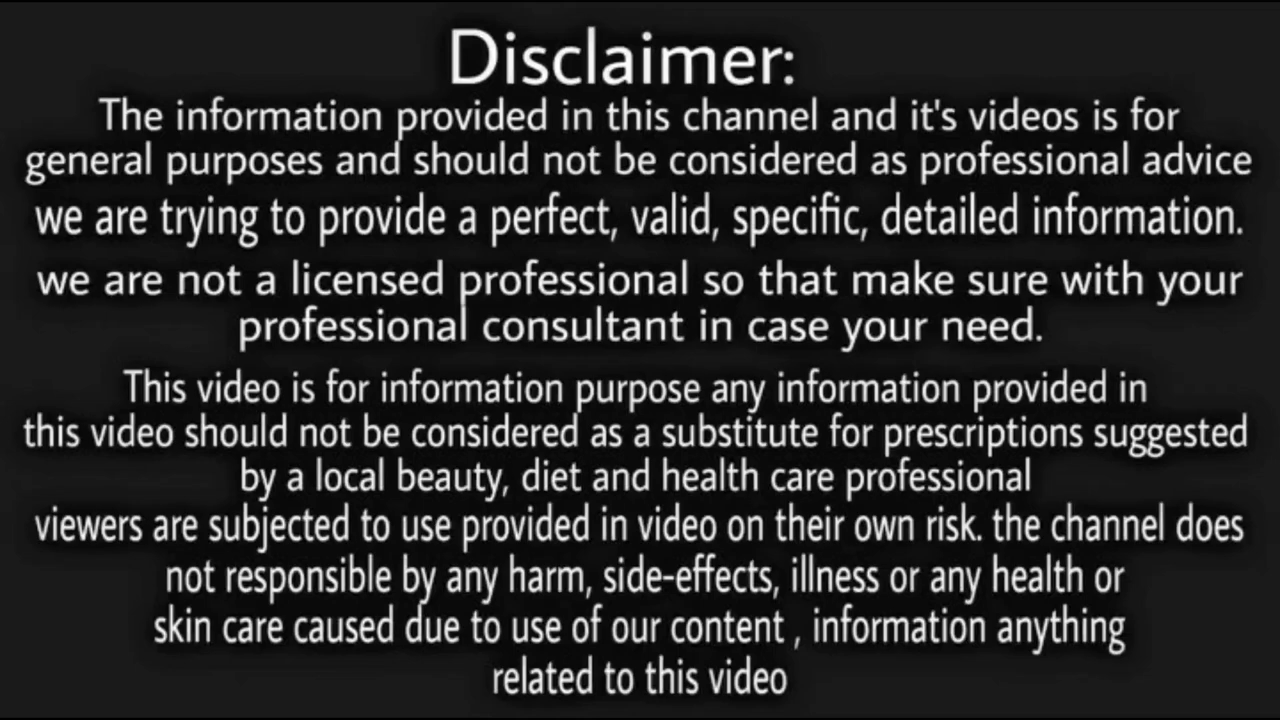 Disclaimer:
The information provided in this channel and it's videos is for
general purposes and should not be considered as professional advice
we are trying to provide a perfect, valid, specific, detailed information.
we are not a licensed professional so that make sure with your
professional consultant in case your need.
This video is for information purpose any information provided in
this video should not be considered as a substitute for prescriptions suggested
by a local beauty, diet and health care professional
viewers are subjected to use provided in video on their own risk. the channel does
not responsible by any harm, side-effects, illness or any health or
skin care caused due to use of our content , information anything
related to this video